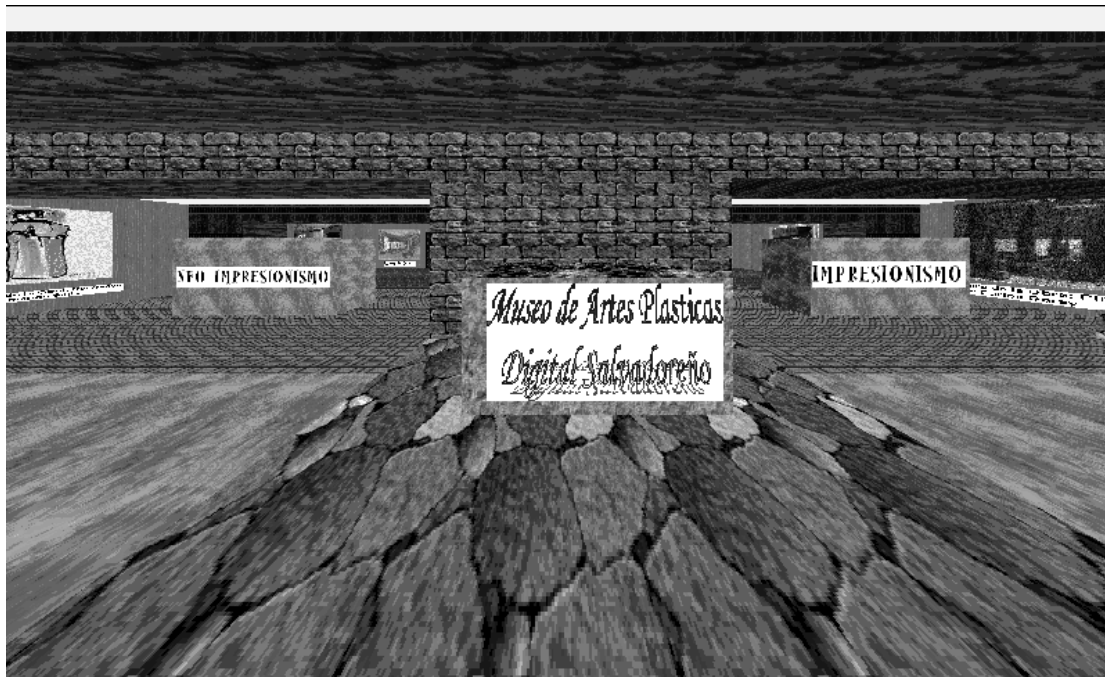 NEO IMPRESIONISMO
IMPRESIONISMO
Museo de Artes Plasticas
Digital Salvadoreño